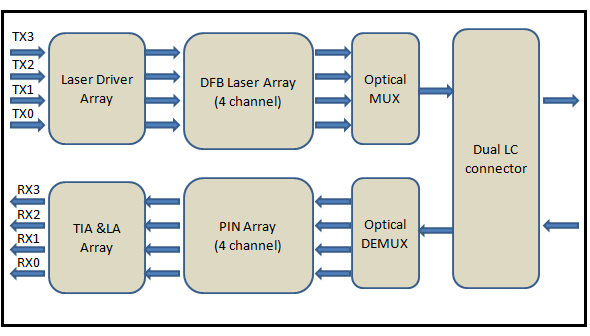 TX3
TX2
TX1
TX0
Laser Driver
Array
DFB Laser Array
(4 channel)
Optical
MUX
Dual LC
connector
RX3
RX2
RX1
RX0
TIA &LA
Array
PIN Array
(4 channel)
Optical
DEMUX